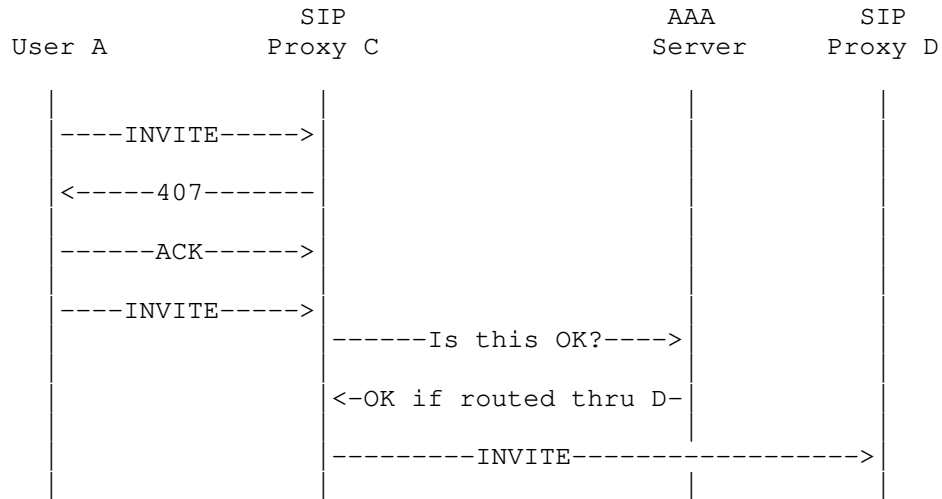 SIP AAA SIP
User A Proxy C Server Proxy D
----INVITE----->
<-----407-------
------ACK------>
----INVITE----->
------Is this OK?---->
<-OK if routed thru D-
---------INVITE------------------>